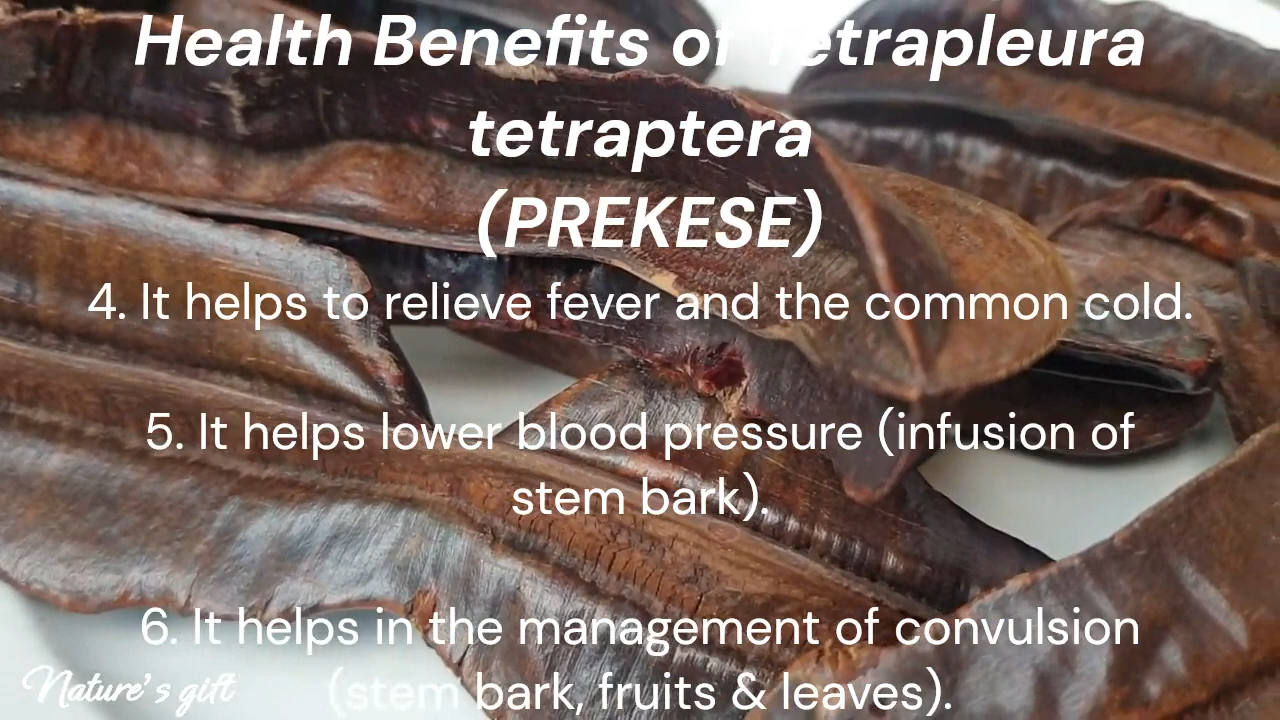 Health Benefits of Tetrapleura
tetraptera
(PREKESE)
4. It helps to relieve fever and the common cold.
5. It helps lower blood pressure (infusion of
stem bark).
6. It helps in the management of convulsion
(stem bark, fruits & leaves).
Nature's gift